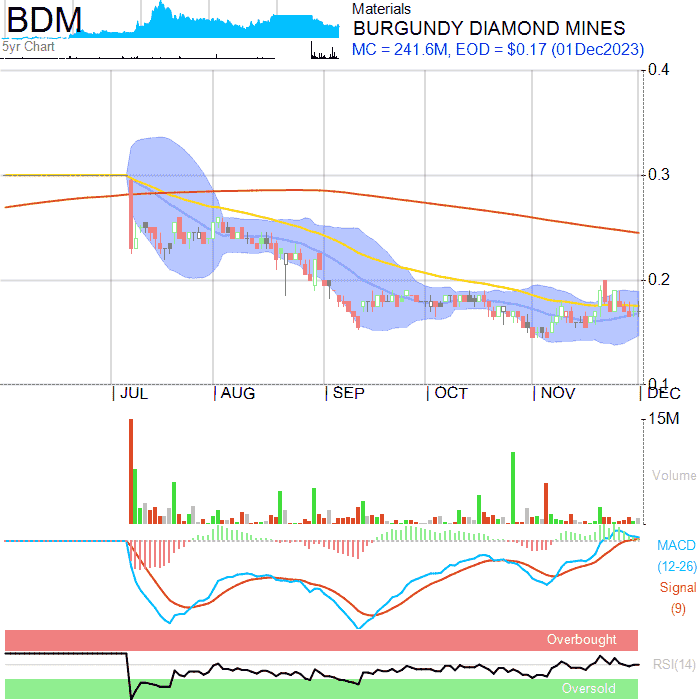 BDM
Materials
BURGUNDY DIAMOND MINES
5yr Chart
MC = 241.6M, EOD = $0.17 (01Dec2023)
0.4
0.3
0.2
0.1
JUL AUG SEP OCT NOV DEC
15M
Volume
MACD
(12-26)
Signal
(9)
Overbought
RSI(14)
Oversold